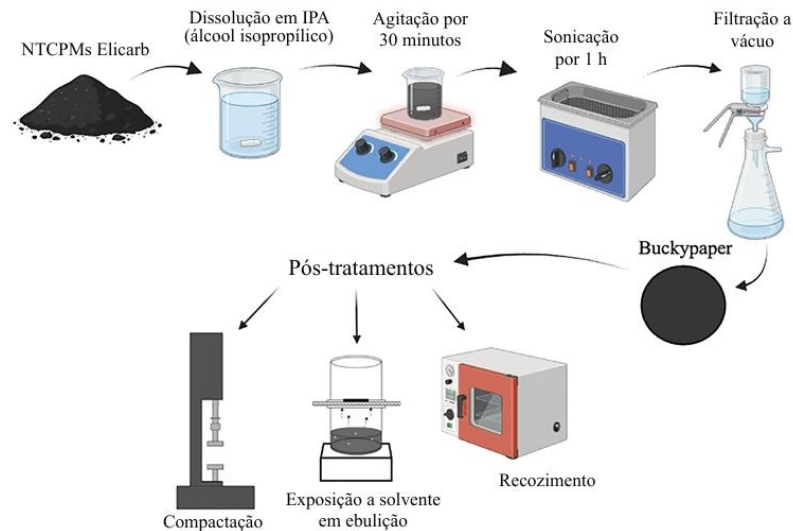 NTCPMs Elicarb
Dissolução em IPA
(álcool isopropílico)
Agitação por
30 minutos
Sonicação
por 1 h
Filtração a
vácuo
Buckypaper
Pós-tratamentos
Compactação
Exposição a solvente
em ebulição
Recozimento